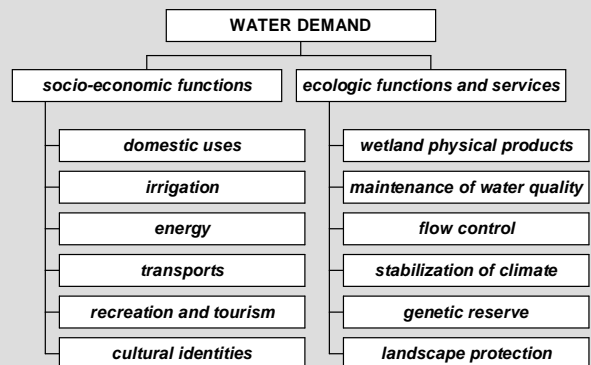 WATER DEMAND
socio-economic functions
ecologic functions and services
domestic uses
wetland physical products
irrigation
maintenance of water quality
energy
flow control
transports
stabilization of climate
recreation and tourism
genetic reserve
cultural identities
landscape protection